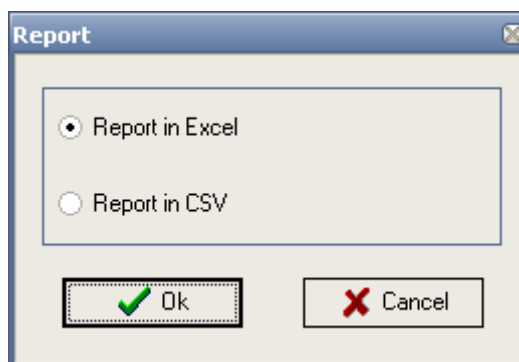 Report
Report in Excel
Report in CSV
Ok
Cancel